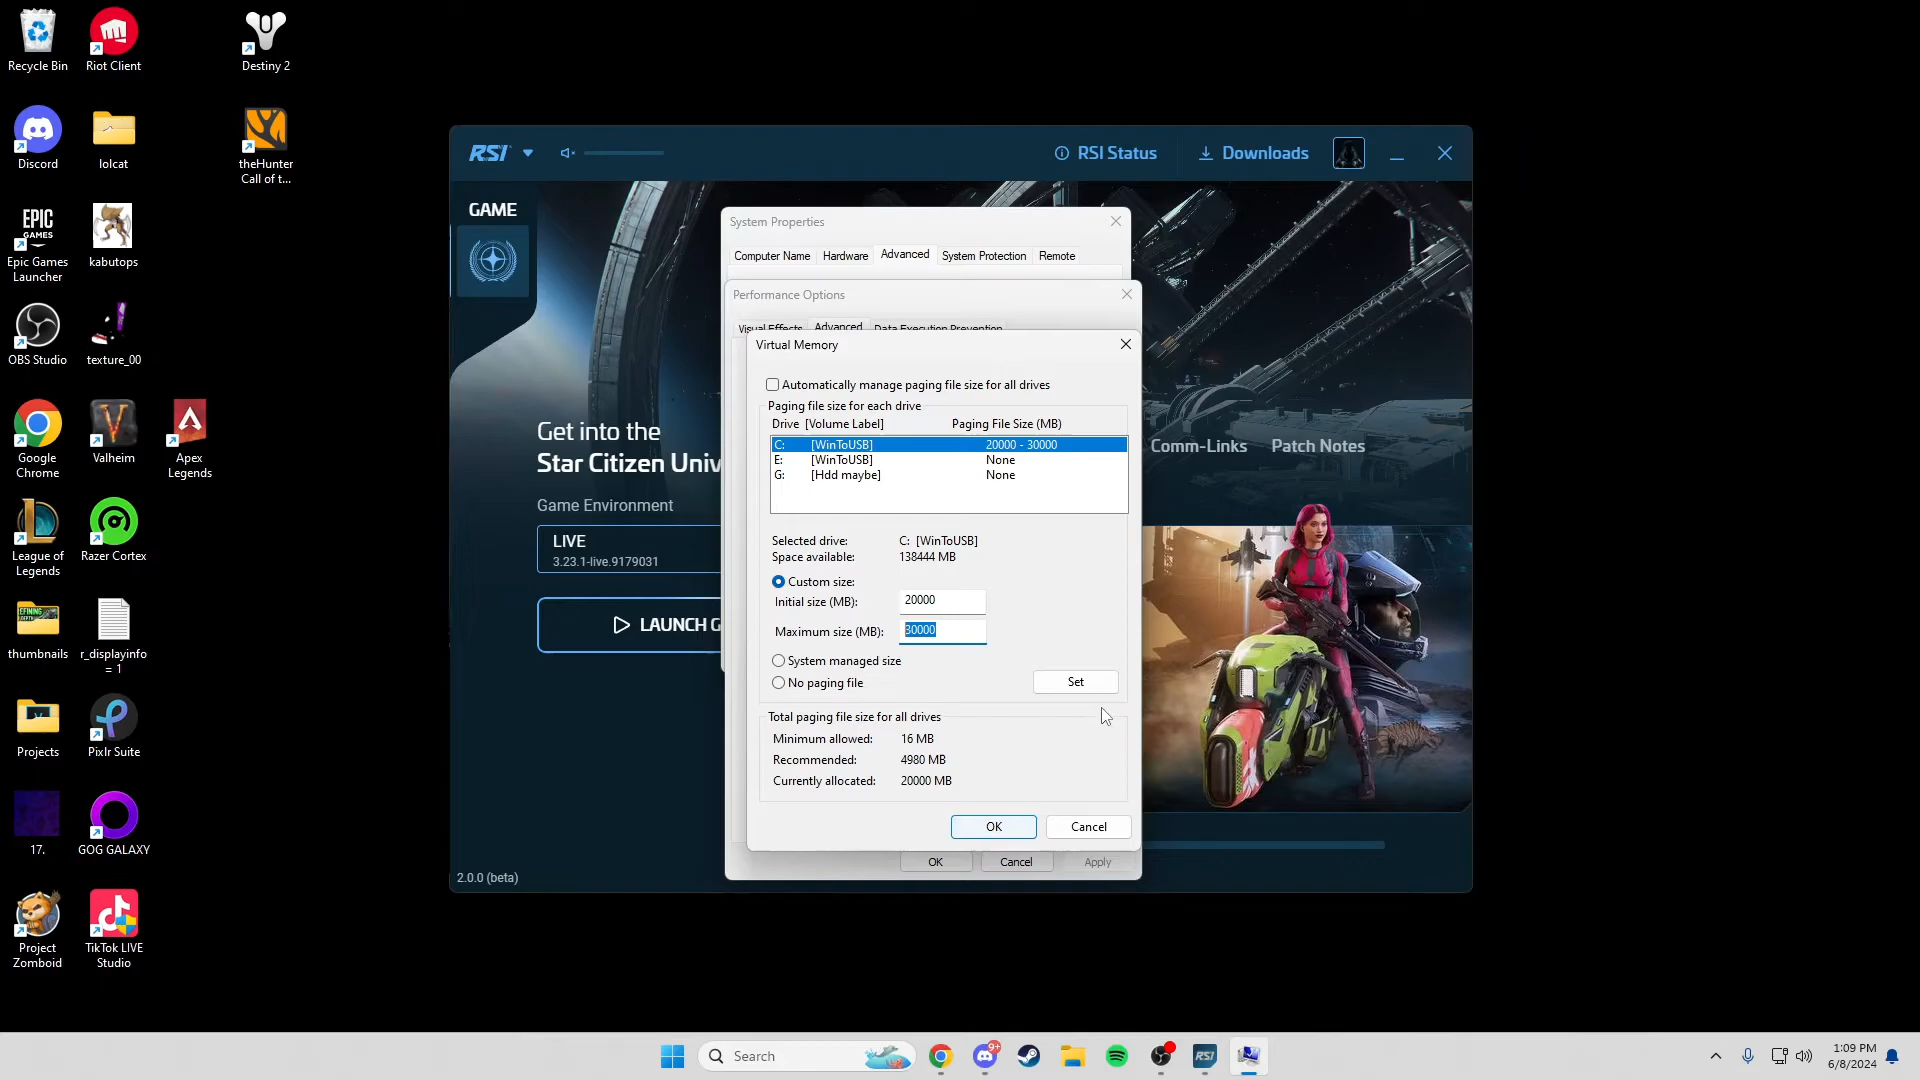 Recycle Bin
Riot Client
Destiny 2
Discord
lolcat
theHunter
Call of t...
EPIC
GAMES
Epic Games
Launcher
kabutops
OBS Studio
texture_00
Google
Chrome
Valheim
Apex
Legends
League of
Legends
Razer Cortex
thumbnails
r_displayinfo
= 1
Projects
Pixlr Suite
17.
GOG GALAXY
Project
Zomboid
TikTok LIVE
Studio
RSI
RSI Status
Downloads
GAME
Get into the
Star Citizen Univ
Game Environment
LIVE
3.23.1-live.9179031
LAUNCH G
Comm-Links
Patch Notes
2.0.0 (beta)
System Properties
Computer Name
Hardware
Advanced
System Protection
Remote
Performance Options
Visual Effects
Advanced
Data Execution Prevention
Virtual Memory
Automatically manage paging file size for all drives
Paging file size for each drive
Drive [Volume Label] Paging File Size (MB)
C: [WinToUSB] 20000 - 30000
E: [WinToUSB] None
G: [Hdd maybe] None
Selected drive: C: [WinToUSB]
Space available: 138444 MB
Custom size:
Initial size (MB): 20000
Maximum size (MB): 30000
System managed size
No paging file
Set
Total paging file size for all drives
Minimum allowed: 16 MB
Recommended: 4980 MB
Currently allocated: 20000 MB
OK
Cancel
OK
Cancel
Apply
Search
9+
RSI
1:09 PM
6/8/2024